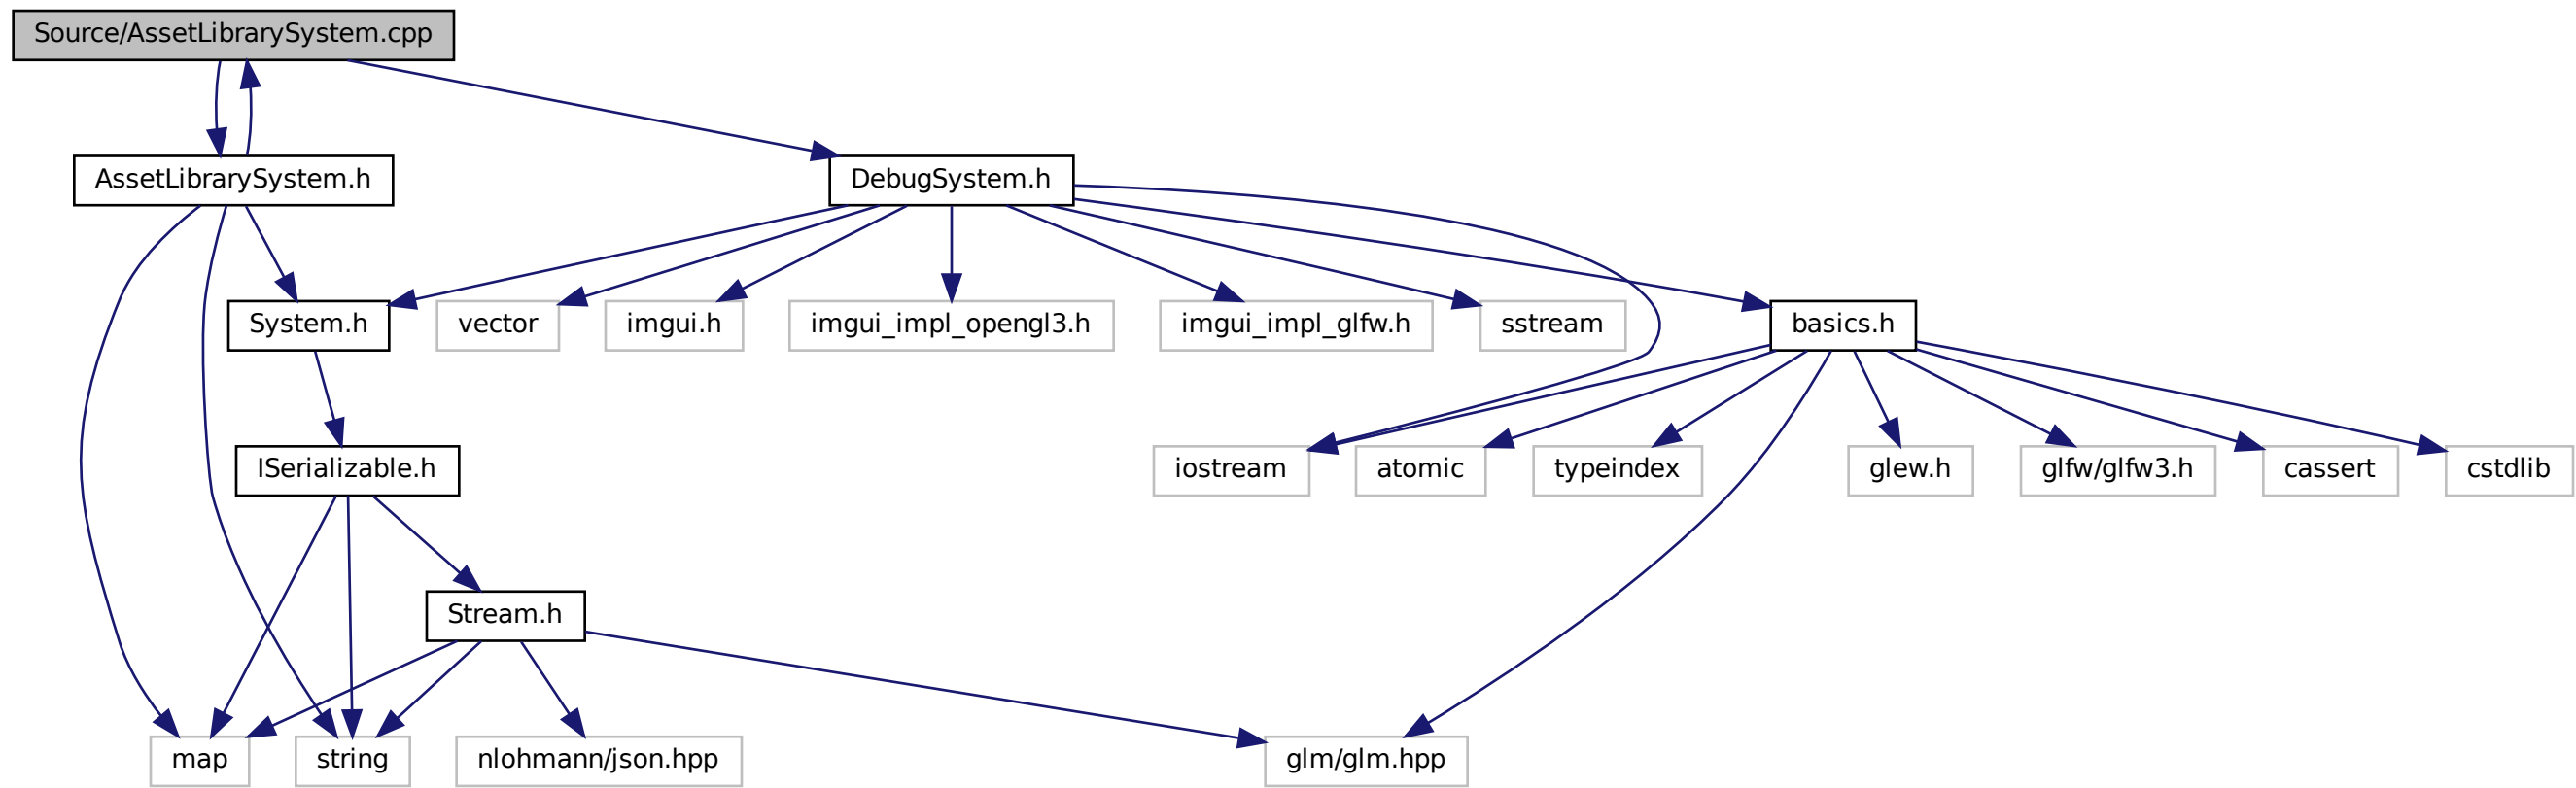 Source/AssetLibrarySystem.cpp
AssetLibrarySystem.h
DebugSystem.h
System.h
vector
imgui.h
imgui_impl_opengl3.h
imgui_impl_glfw.h
sstream
basics.h
ISerializable.h
iostream
atomic
typeindex
glew.h
glfw/glfw3.h
cassert
cstdlib
Stream.h
map
string
nlohmann/json.hpp
glm/glm.hpp